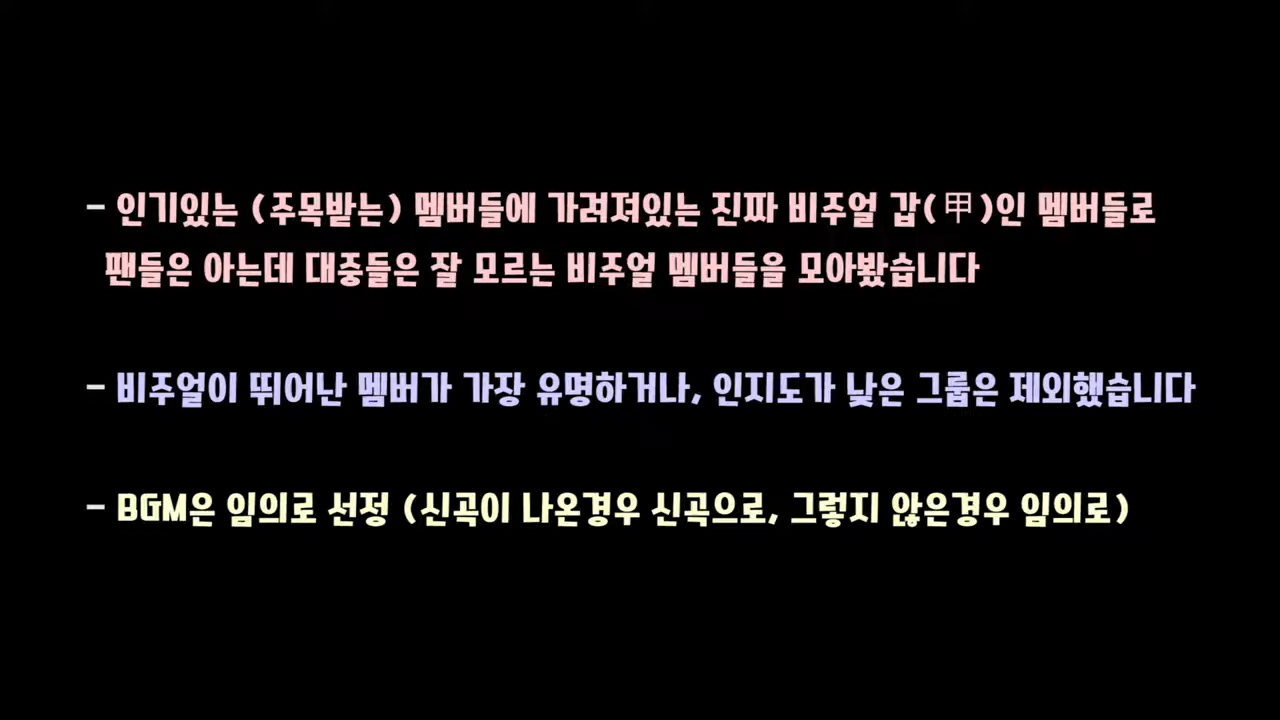 - 인기있는 (주목받는) 멤버들에 가려져있는 진짜 비주얼 갑(甲)인 멤버들로
팬들은 아는데 대중들은 잘 모르는 비주얼 멤버들을 모아봤습니다
- 비주얼이 뛰어난 멤버가 가장 유명하거나, 인지도가 낮은 그룹은 제외했습니다
- BGM은 임의로 선정 (신곡이 나온경우 신곡으로, 그렇지 않은경우 임의로)